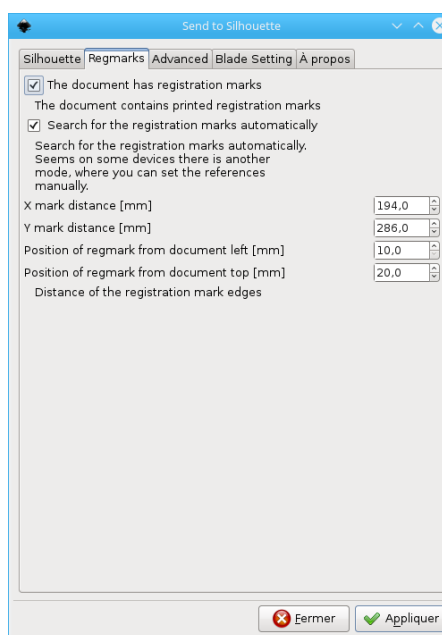 Send to Silhouette
Silhouette Regmarks Advanced Blade Setting À propos
The document has registration marks
The document contains printed registration marks
Search for the registration marks automatically
Search for the registration marks automatically.
Seems on some devices there is another
mode, where you can set the references
manually.
X mark distance [mm] 194,0
Y mark distance [mm] 286,0
Position of regmark from document left [mm] 10,0
Position of regmark from document top [mm] 20,0
Distance of the registration mark edges
Fermer Appliquer